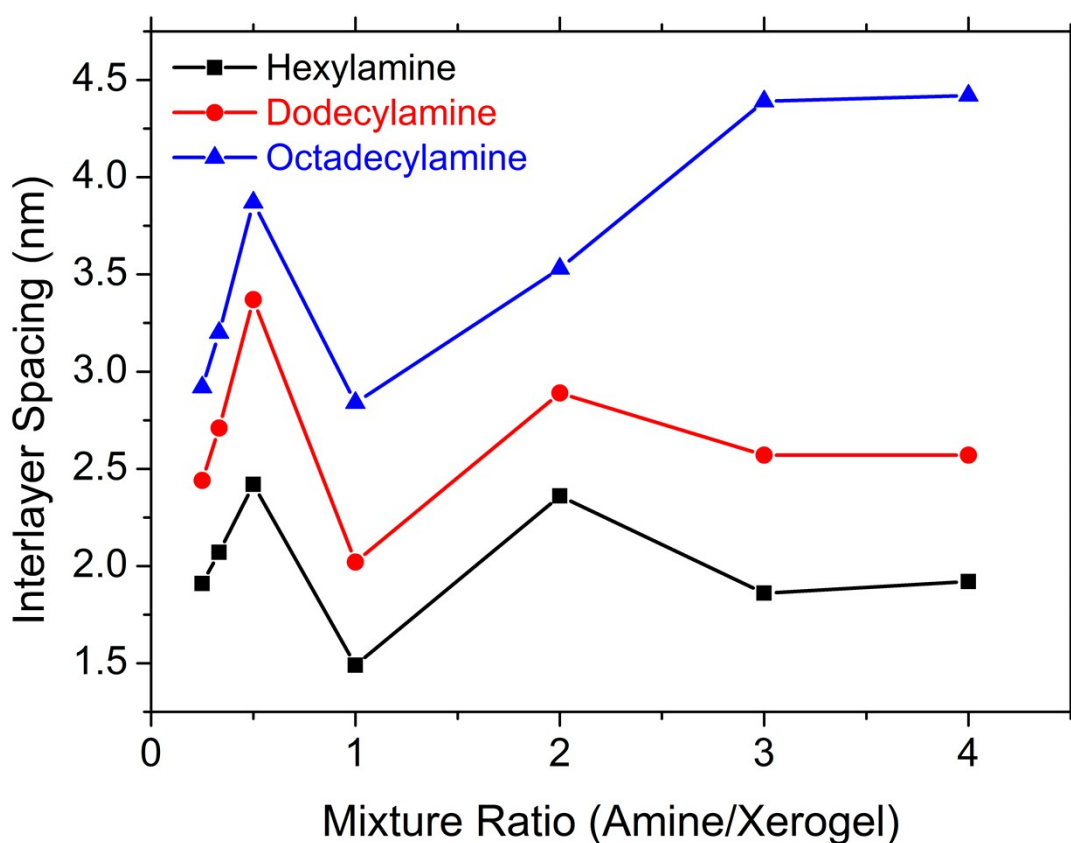 Hexylamine
Dodecylamine
Octadecylamine
Interlayer Spacing (nm)
4.5
4.0
3.5
3.0
2.5
2.0
1.5
0 1 2 3 4
Mixture Ratio (Amine/Xerogel)